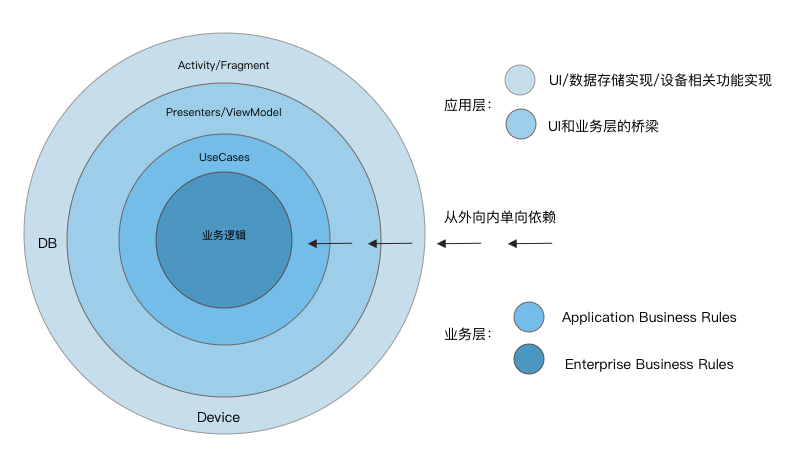 Activity/Fragment
Presenters/ViewModel
UseCases
业务逻辑
DB
Device
应用层：
UI/数据存储实现/设备相关功能实现
UI和业务层的桥梁
从外向内单向依赖
业务层：
Application Business Rules
Enterprise Business Rules